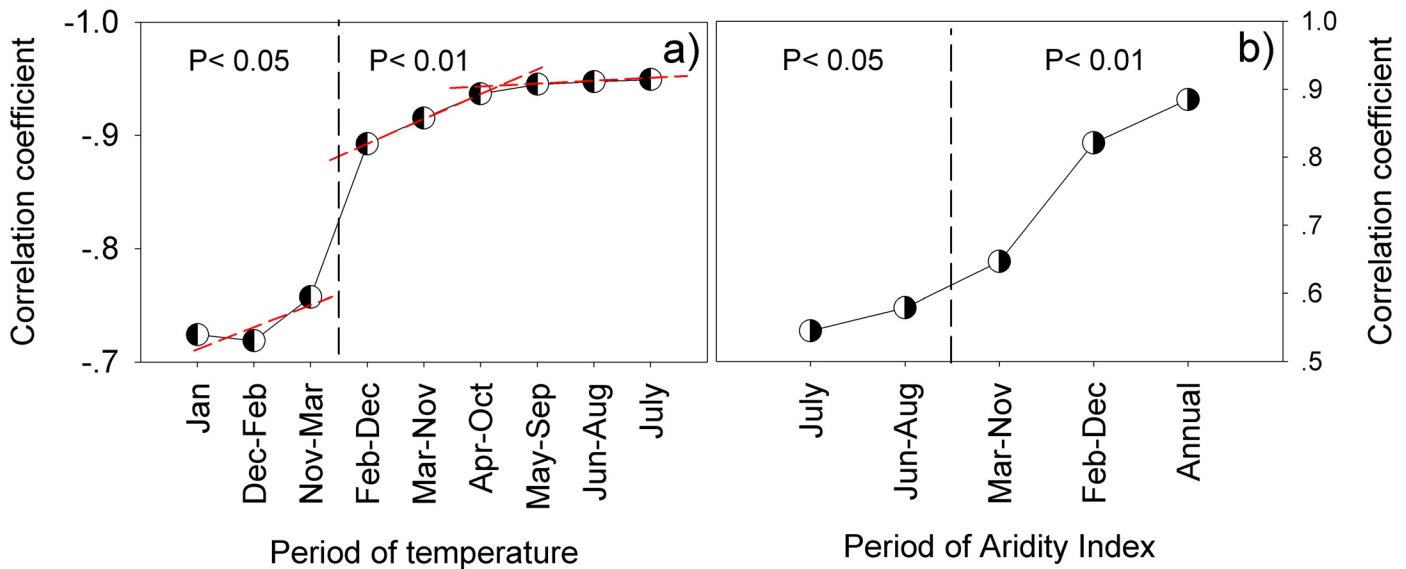 Correlation coefficient
-1.0
-.9
-.8
-.7
P< 0.05
P< 0.01
a)
Jan
Dec-Feb
Nov-Mar
Feb-Dec
Mar-Nov
Apr-Oct
May-Sep
Jun-Aug
July
Period of temperature
P< 0.05
P< 0.01
b)
1.0
.9
.8
.7
.6
.5
Correlation coefficient
July
Jun-Aug
Mar-Nov
Feb-Dec
Annual
Period of Aridity Index